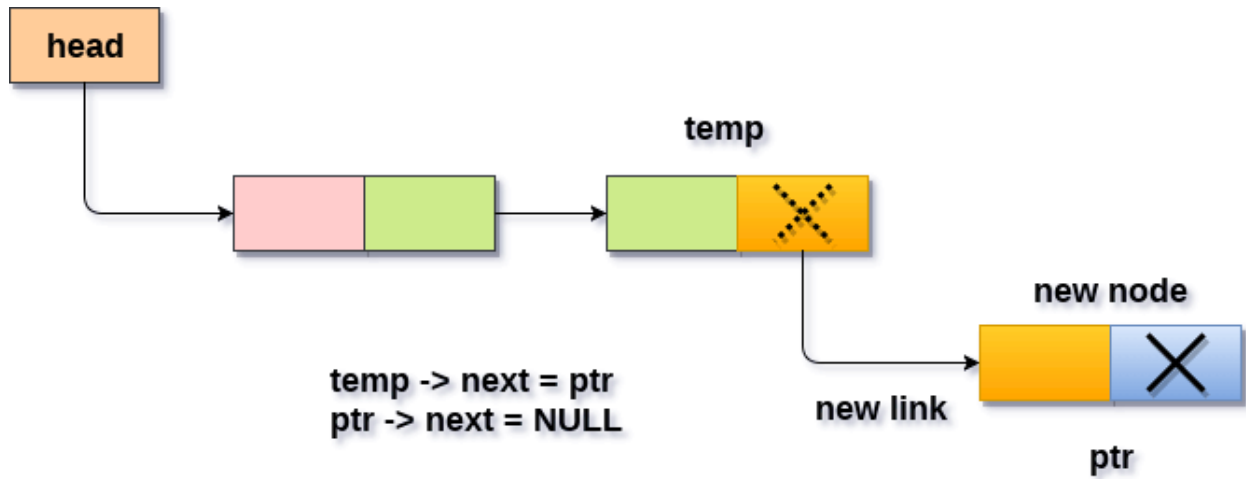 head
temp
new node
temp -> next = ptr
ptr -> next = NULL
new link
ptr